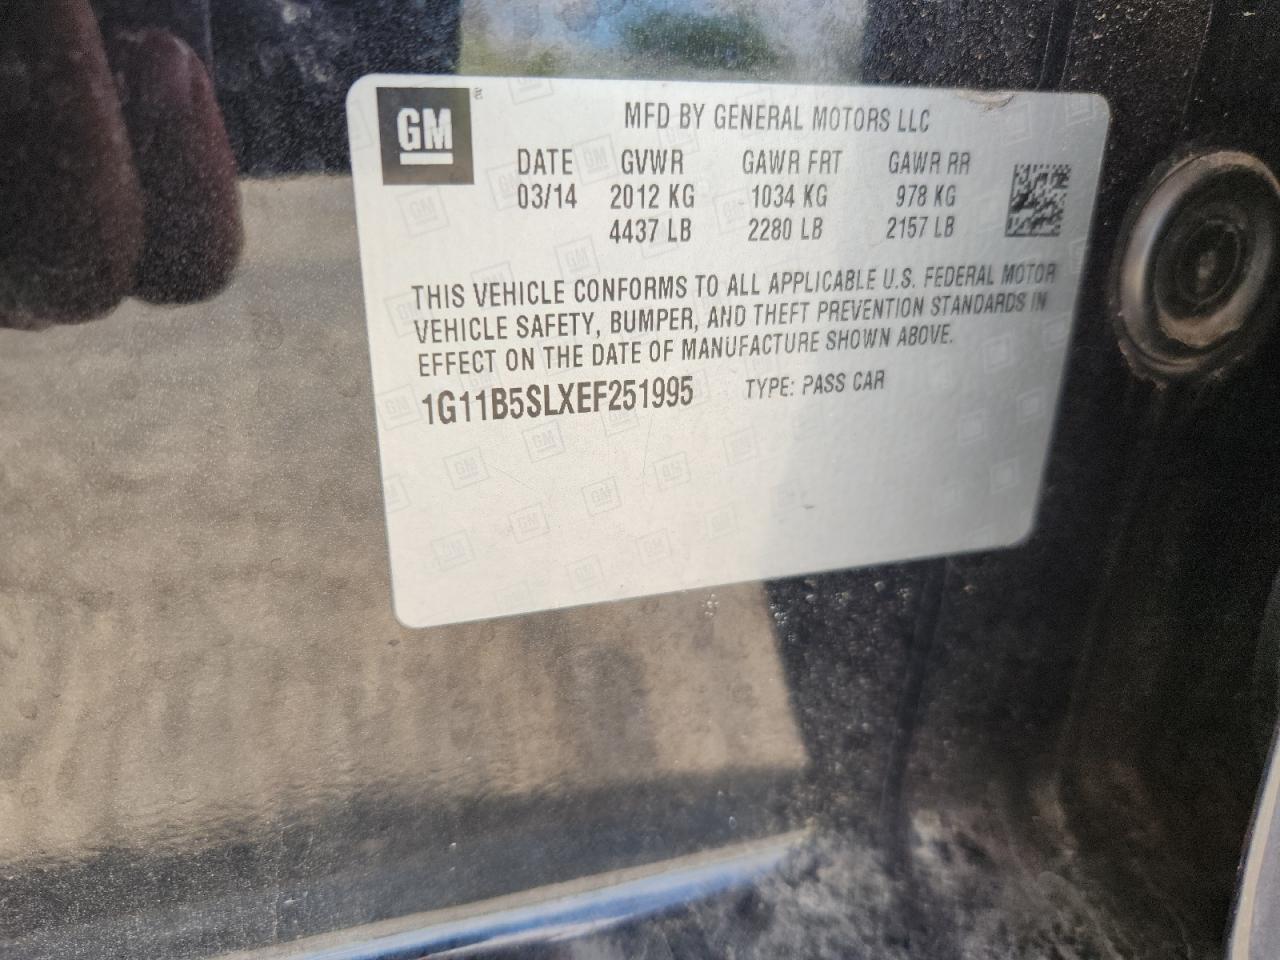 GM
MFD BY GENERAL MOTORS LLC
DATE GVWR GAWR FRT GAWR RR
03/14 2012 KG 1034 KG 978 KG
4437 LB 2280 LB 2157 LB
THIS VEHICLE CONFORMS TO ALL APPLICABLE U.S. FEDERAL MOTOR
VEHICLE SAFETY, BUMPER, AND THEFT PREVENTION STANDARDS IN
EFFECT ON THE DATE OF MANUFACTURE SHOWN ABOVE.
1G11B5SLXEF251995 TYPE: PASS CAR